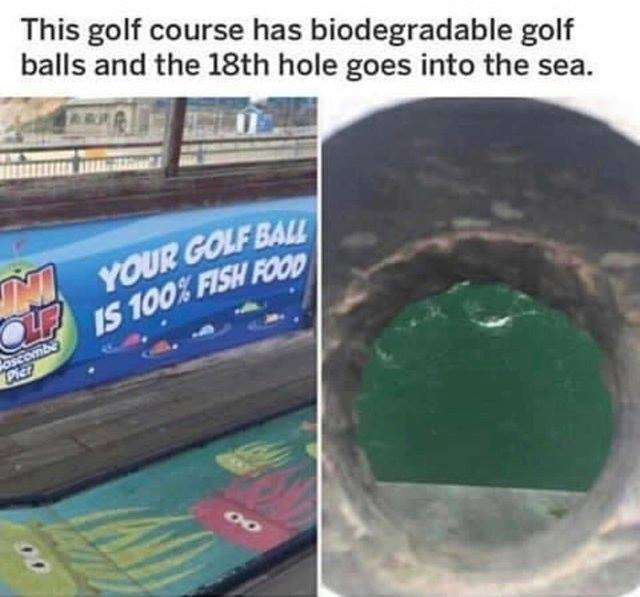 This golf course has biodegradable golf
balls and the 18th hole goes into the sea.
YOUR GOLF BALL
IS 100% FISH FOOD
Boscombe
Pier